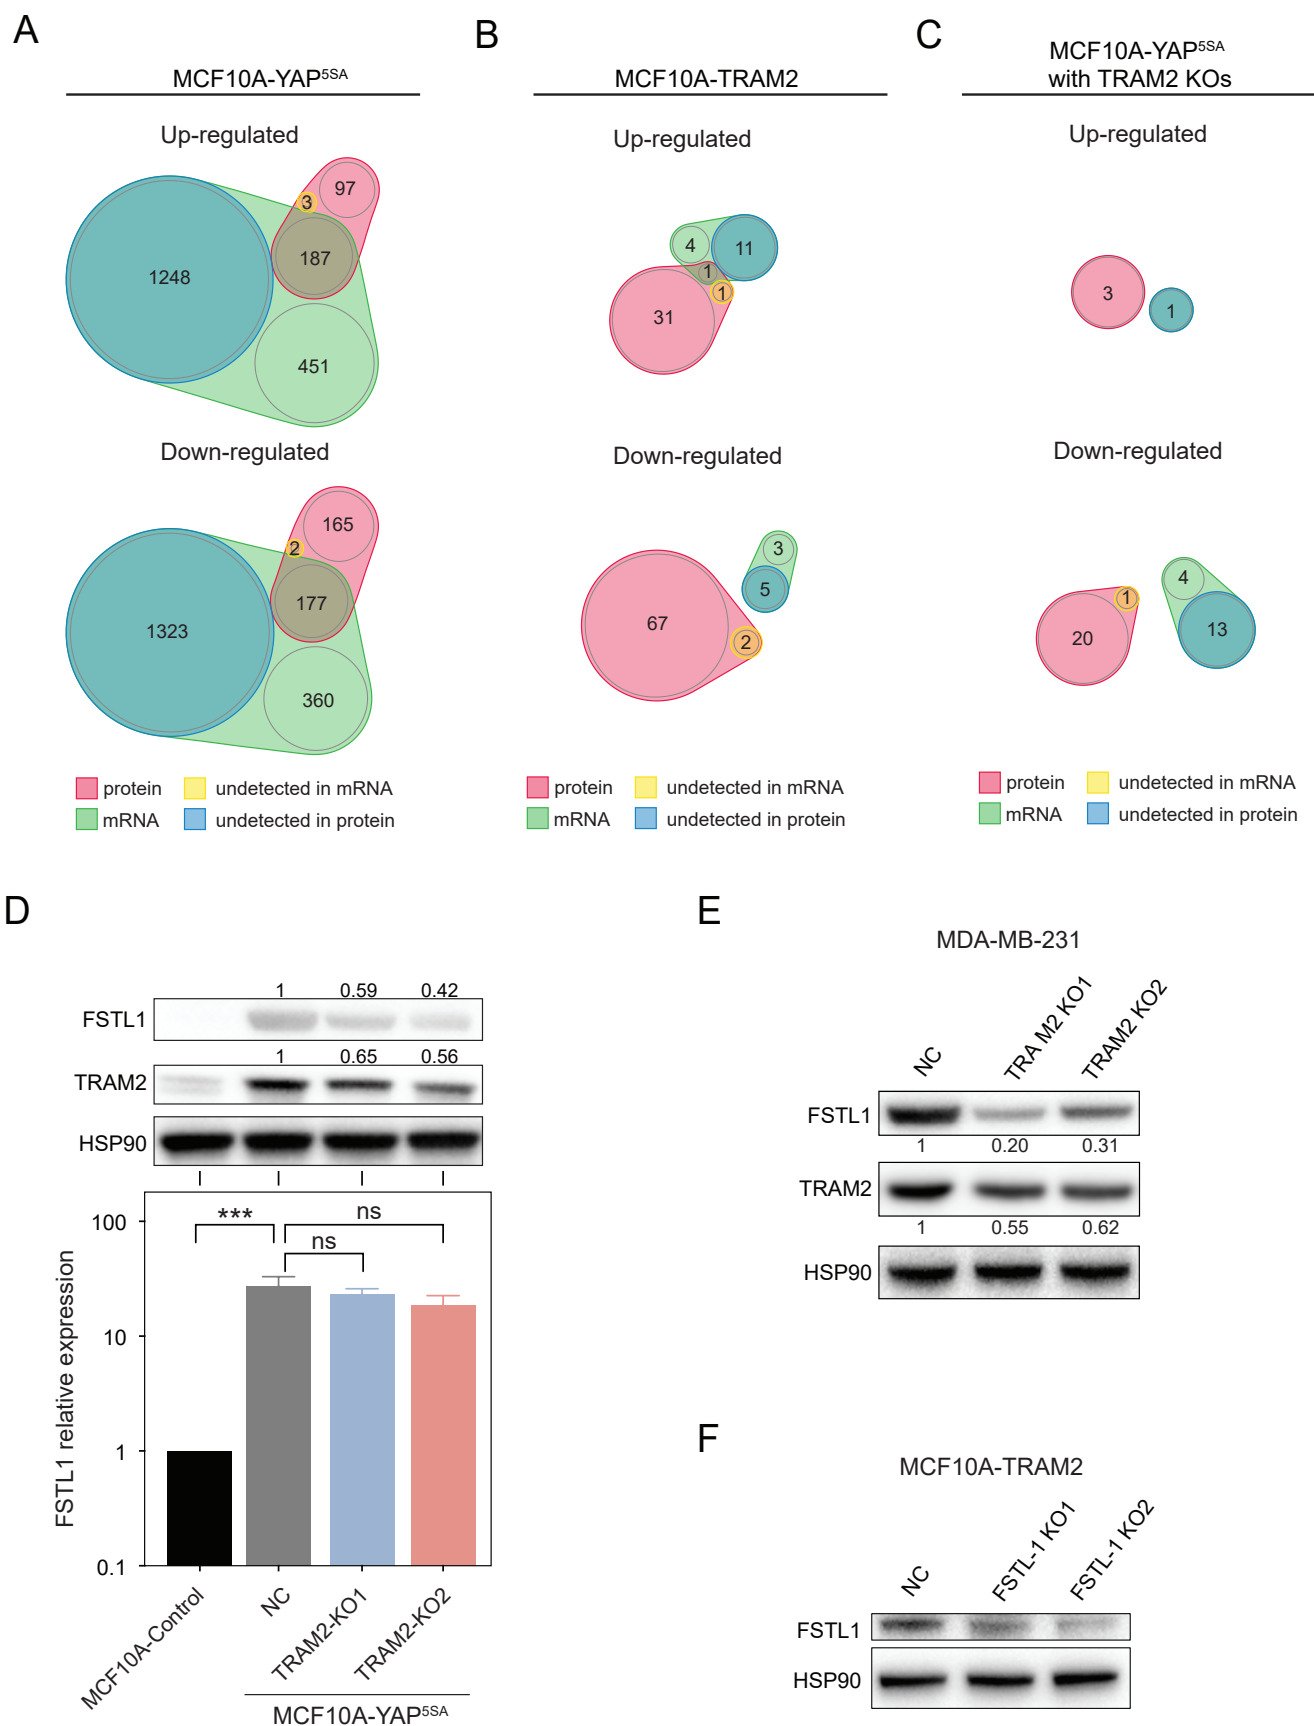 A
MCF10A-YAP5SA
Up-regulated
1248
3
97
187
451
Down-regulated
1323
2
165
177
360
protein
undetected in mRNA
mRNA
undetected in protein
B
MCF10A-TRAM2
Up-regulated
4
11
1
1
31
Down-regulated
67
2
3
5
protein
undetected in mRNA
mRNA
undetected in protein
C
MCF10A-YAP5SA
with TRAM2 KOs
Up-regulated
3
1
Down-regulated
20
1
4
13
protein
undetected in mRNA
mRNA
undetected in protein
D
1 0.59 0.42
FSTL1
1 0.65 0.56
TRAM2
HSP90
FSTL1 relative expression
100
10
1
0.1
***
ns
ns
MCF10A-Control
NC
TRAM2-KO1
TRAM2-KO2
MCF10A-YAP5SA
E
MDA-MB-231
NC
TRA M2 KO1
TRAM2 KO2
FSTL1
1 0.20 0.31
TRAM2
1 0.55 0.62
HSP90
F
MCF10A-TRAM2
NC
FSTL-1 KO1
FSTL-1 KO2
FSTL1
HSP90